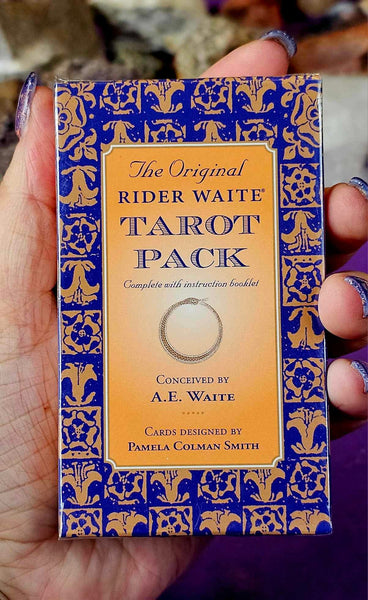 The Original
RIDER WAITE®
TAROT
PACK
Complete with instruction booklet
CONCEIVED BY
A.E. WAITE
CARDS DESIGNED BY
PAMELA COLMAN SMITH